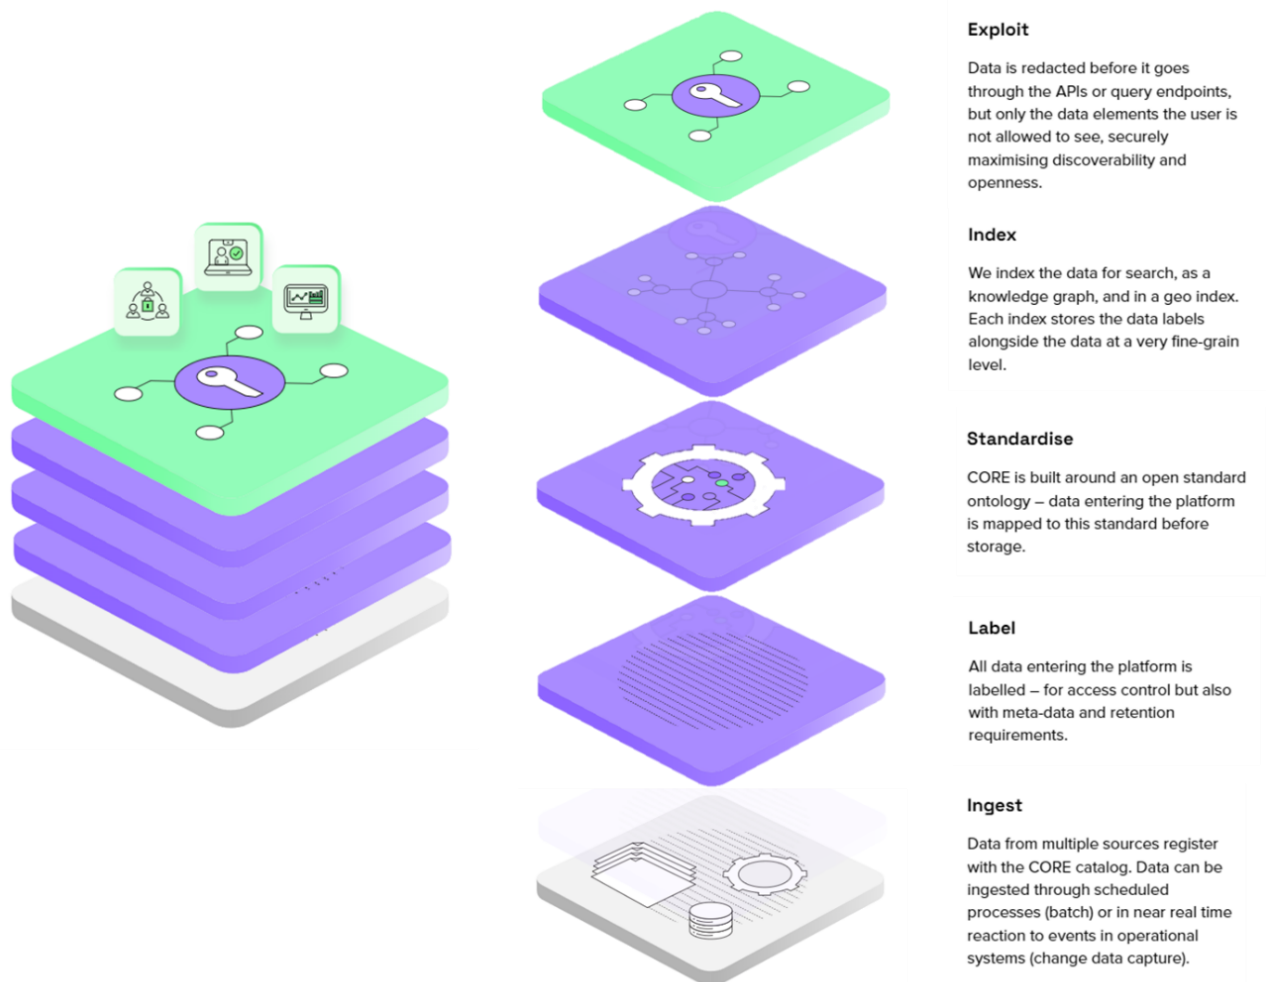 Exploit
Data is redacted before it goes
through the APIs or query endpoints,
but only the data elements the user is
not allowed to see, securely
maximising discoverability and
openness.
Index
We index the data for search, as a
knowledge graph, and in a geo index.
Each index stores the data labels
alongside the data at a very fine-grain
level.
Standardise
CORE is built around an open standard
ontology – data entering the platform
is mapped to this standard before
storage.
Label
All data entering the platform is
labelled – for access control but also
with meta-data and retention
requirements.
Ingest
Data from multiple sources register
with the CORE catalog. Data can be
ingested through scheduled
processes (batch) or in near real time
reaction to events in operational
systems (change data capture).